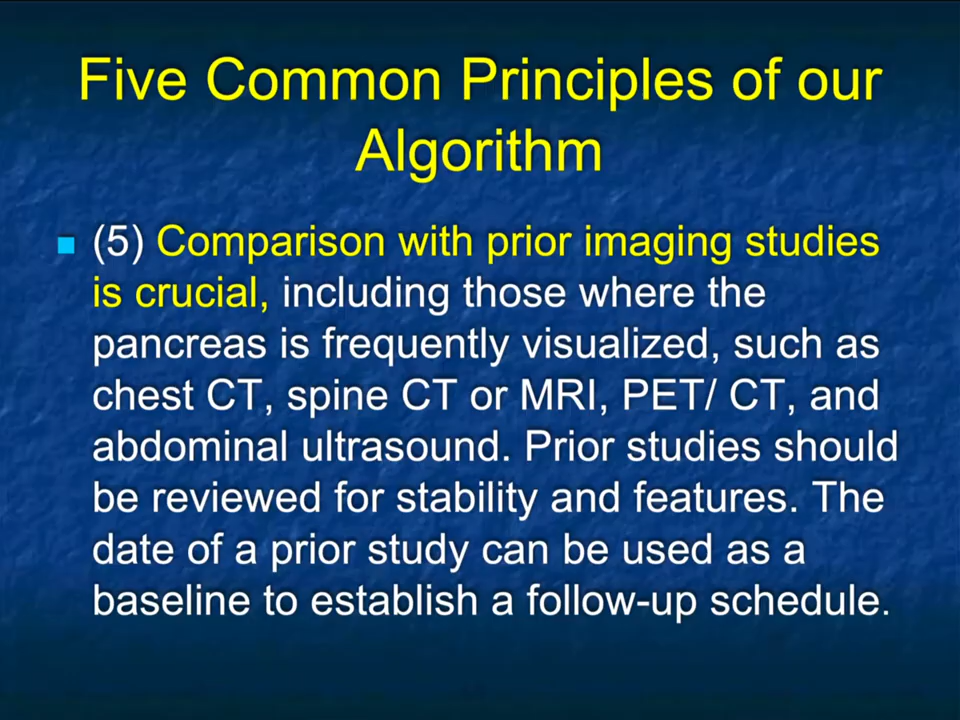 Five Common Principles of our
Algorithm
(5) Comparison with prior imaging studies
is crucial, including those where the
pancreas is frequently visualized, such as
chest CT, spine CT or MRI, PET/ CT, and
abdominal ultrasound. Prior studies should
be reviewed for stability and features. The
date of a prior study can be used as a
baseline to establish a follow-up schedule.